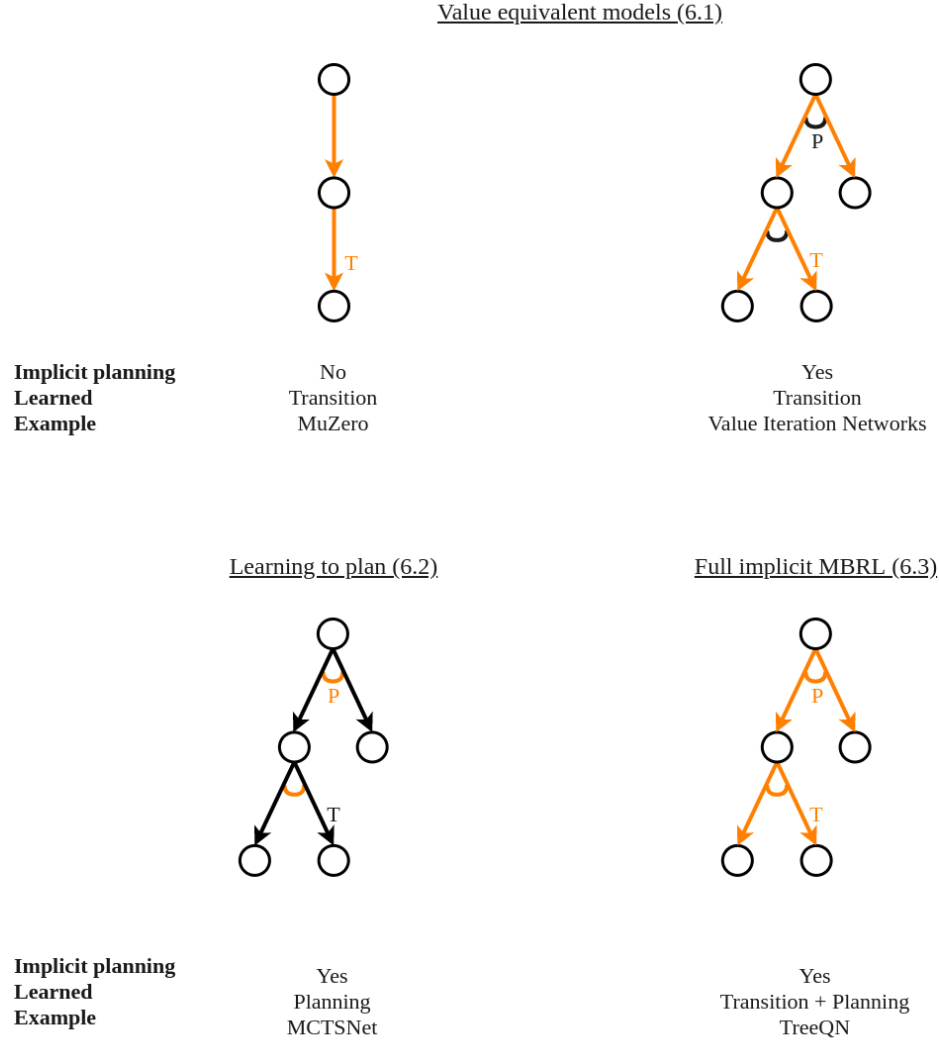 Value equivalent models (6.1)
P
T
T
Implicit planning No Yes
Learned Transition Transition
Example MuZero Value Iteration Networks
Learning to plan (6.2) Full implicit MBRL (6.3)
P P
T T
Implicit planning Yes Yes
Learned Planning Transition + Planning
Example MCTSNet TreeQN